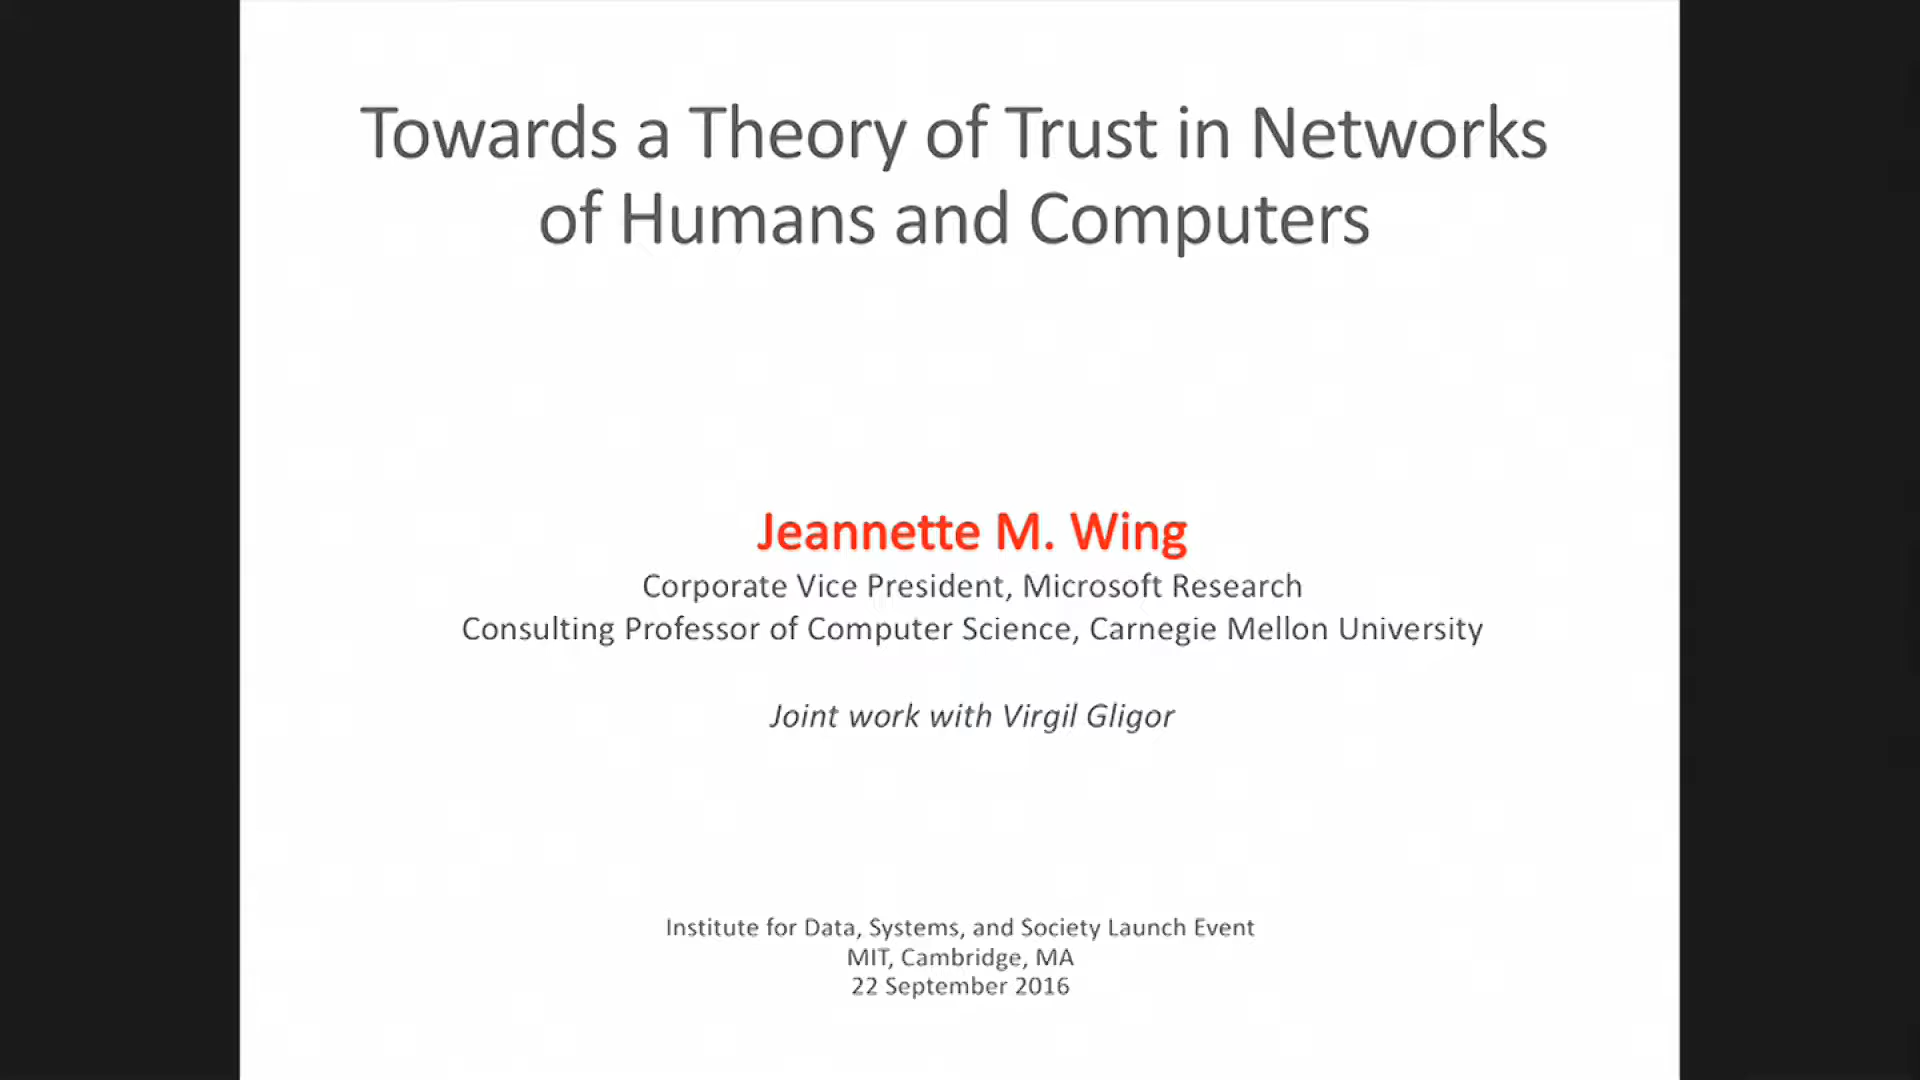 Towards a Theory of Trust in Networks
of Humans and Computers
Jeannette M. Wing
Corporate Vice President, Microsoft Research
Consulting Professor of Computer Science, Carnegie Mellon University
Joint work with Virgil Gligor
Institute for Data, Systems, and Society Launch Event
MIT, Cambridge, MA
22 September 2016